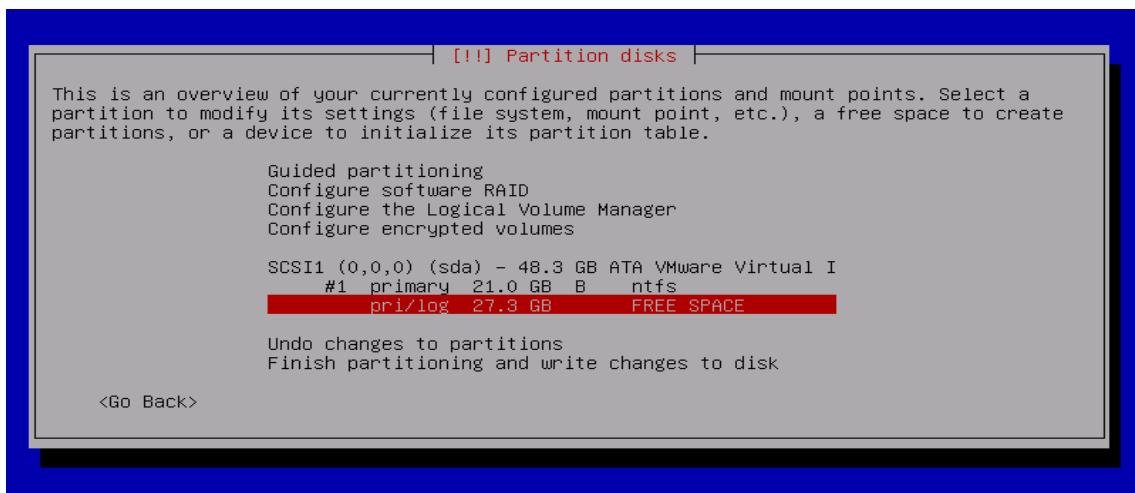 [!!] Partition disks
This is an overview of your currently configured partitions and mount points. Select a
partition to modify its settings (file system, mount point, etc.), a free space to create
partitions, or a device to initialize its partition table.
Guided partitioning
Configure software RAID
Configure the Logical Volume Manager
Configure encrypted volumes
SCSI1 (0,0,0) (sda) – 48.3 GB ATA VMware Virtual I
#1 primary 21.0 GB B ntfs
pri/log 27.3 GB FREE SPACE
Undo changes to partitions
Finish partitioning and write changes to disk
<Go Back>